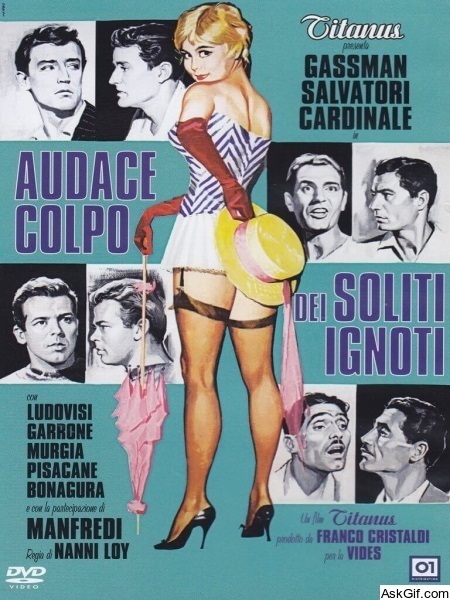 Titanus
presenta
GASSMAN
SALVATORI
CARDINALE
in
AUDACE
COLPO
DEI SOLITI
IGNOTI
con
LUDOVISI
GARRONE
MURGIA
PISACANE
BONAGURA
e con la partecipazione di
MANFREDI
Regia di NANNI LOY
Un film Titanus
prodotto da FRANCO CRISTALDI
per la VIDES
DVD
VIDEO
01
DISTRIBUTION
AskGif.com